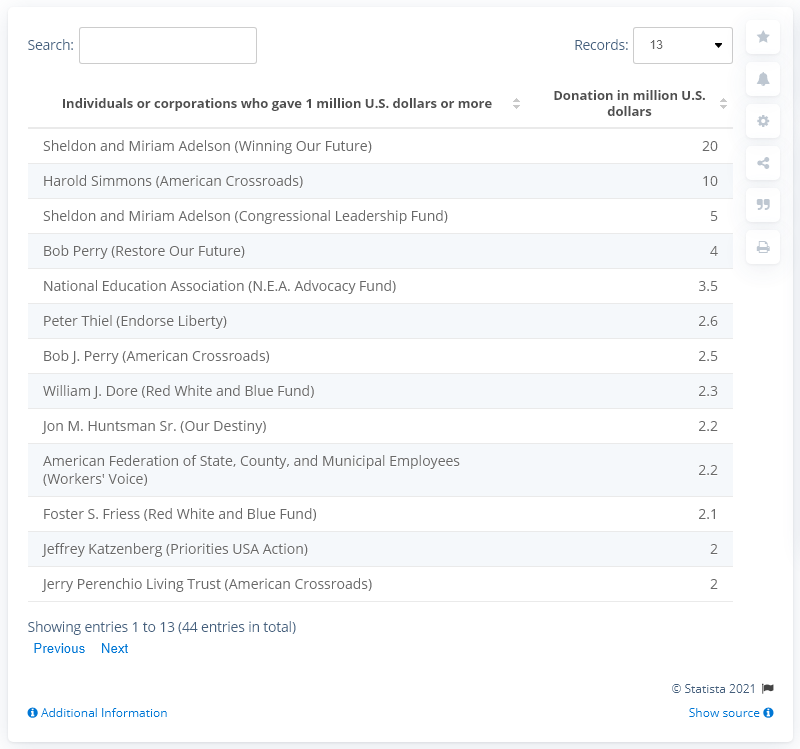 Search:
Records: 13
Individuals or corporations who gave 1 million U.S. dollars or more
Donation in million U.S.
dollars
Sheldon and Miriam Adelson (Winning Our Future) 20
Harold Simmons (American Crossroads) 10
Sheldon and Miriam Adelson (Congressional Leadership Fund) 5
Bob Perry (Restore Our Future) 4
National Education Association (N.E.A. Advocacy Fund) 3.5
Peter Thiel (Endorse Liberty) 2.6
Bob J. Perry (American Crossroads) 2.5
William J. Dore (Red White and Blue Fund) 2.3
Jon M. Huntsman Sr. (Our Destiny) 2.2
American Federation of State, County, and Municipal Employees
(Workers' Voice) 2.2
Foster S. Friess (Red White and Blue Fund) 2.1
Jeffrey Katzenberg (Priorities USA Action) 2
Jerry Perenchio Living Trust (American Crossroads) 2
Showing entries 1 to 13 (44 entries in total)
Previous Next
© Statista 2021
Additional Information
Show source